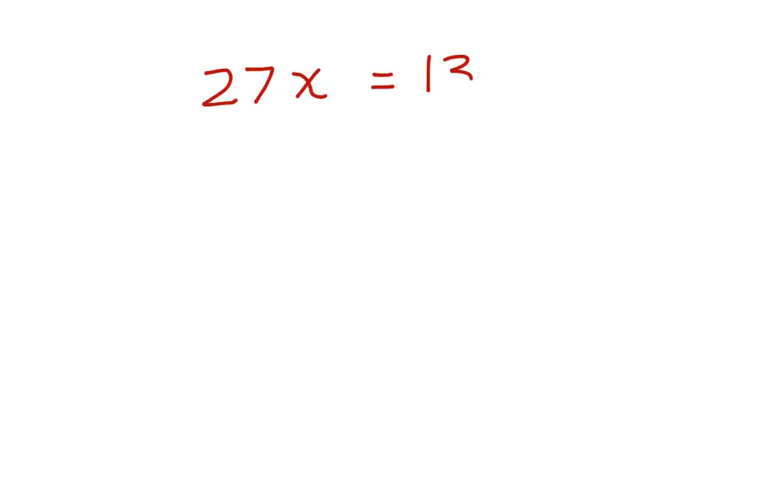 27x = 13